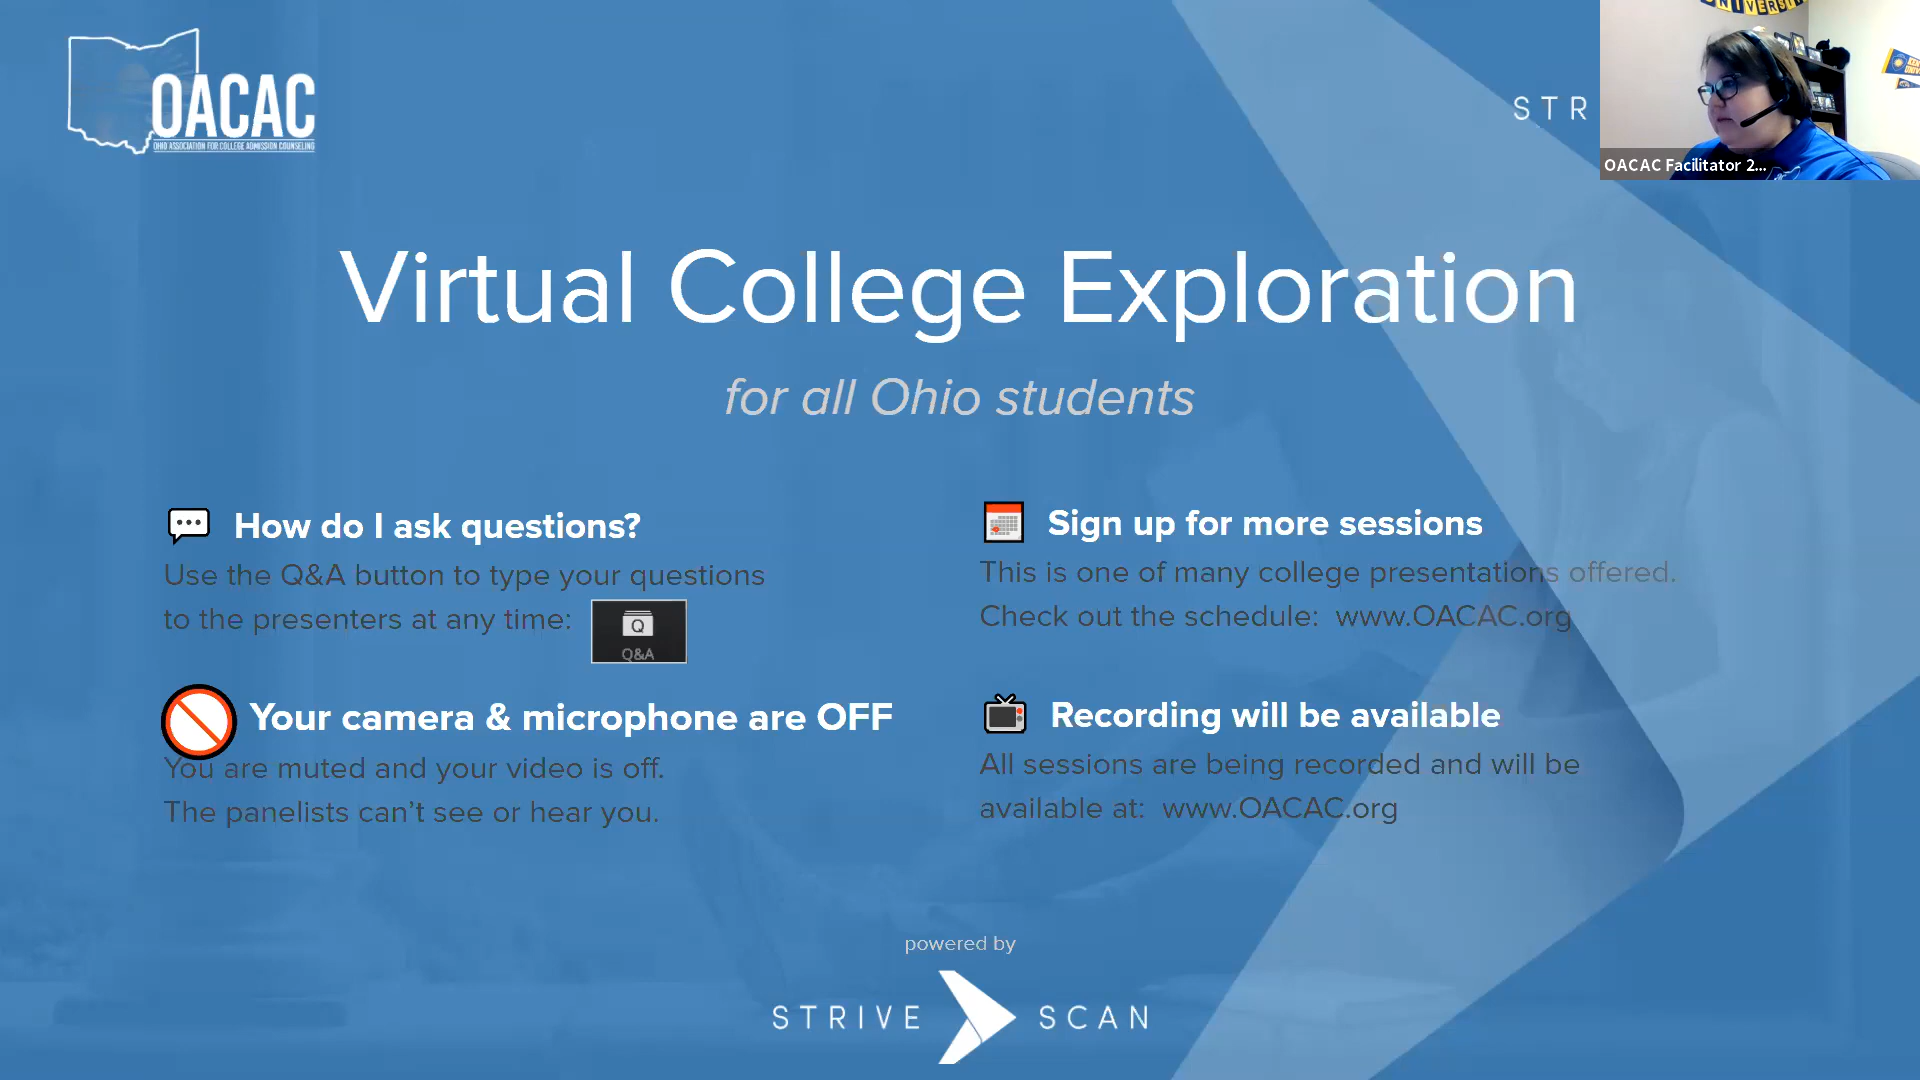 OACAC
OHIO ASSOCIATION FOR COLLEGE ADMISSION COUNSELING
STR
OACAC Facilitator 2...
Virtual College Exploration
for all Ohio students
How do I ask questions?
Use the Q&A button to type your questions
to the presenters at any time:
Q
Q&A
Sign up for more sessions
This is one of many college presentations offered.
Check out the schedule: www.OACAC.org
Your camera & microphone are OFF
You are muted and your video is off.
The panelists can't see or hear you.
Recording will be available
All sessions are being recorded and will be
available at: www.OACAC.org
powered by
STRIVE SCAN